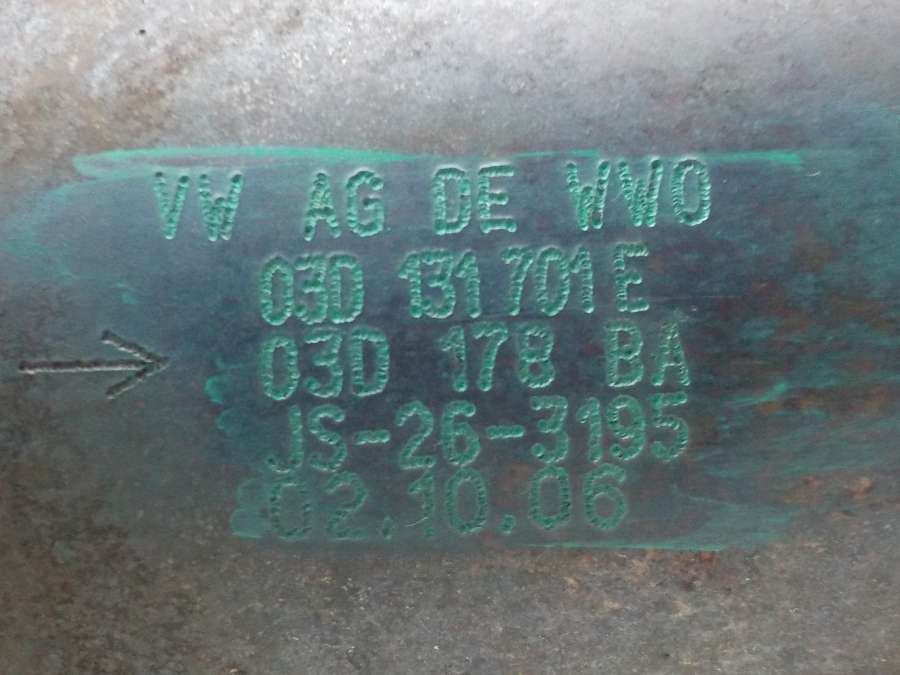 VW AG DE WWO
03D 131 701 E
03D 178 BA
JS-26-3195
02.10.06